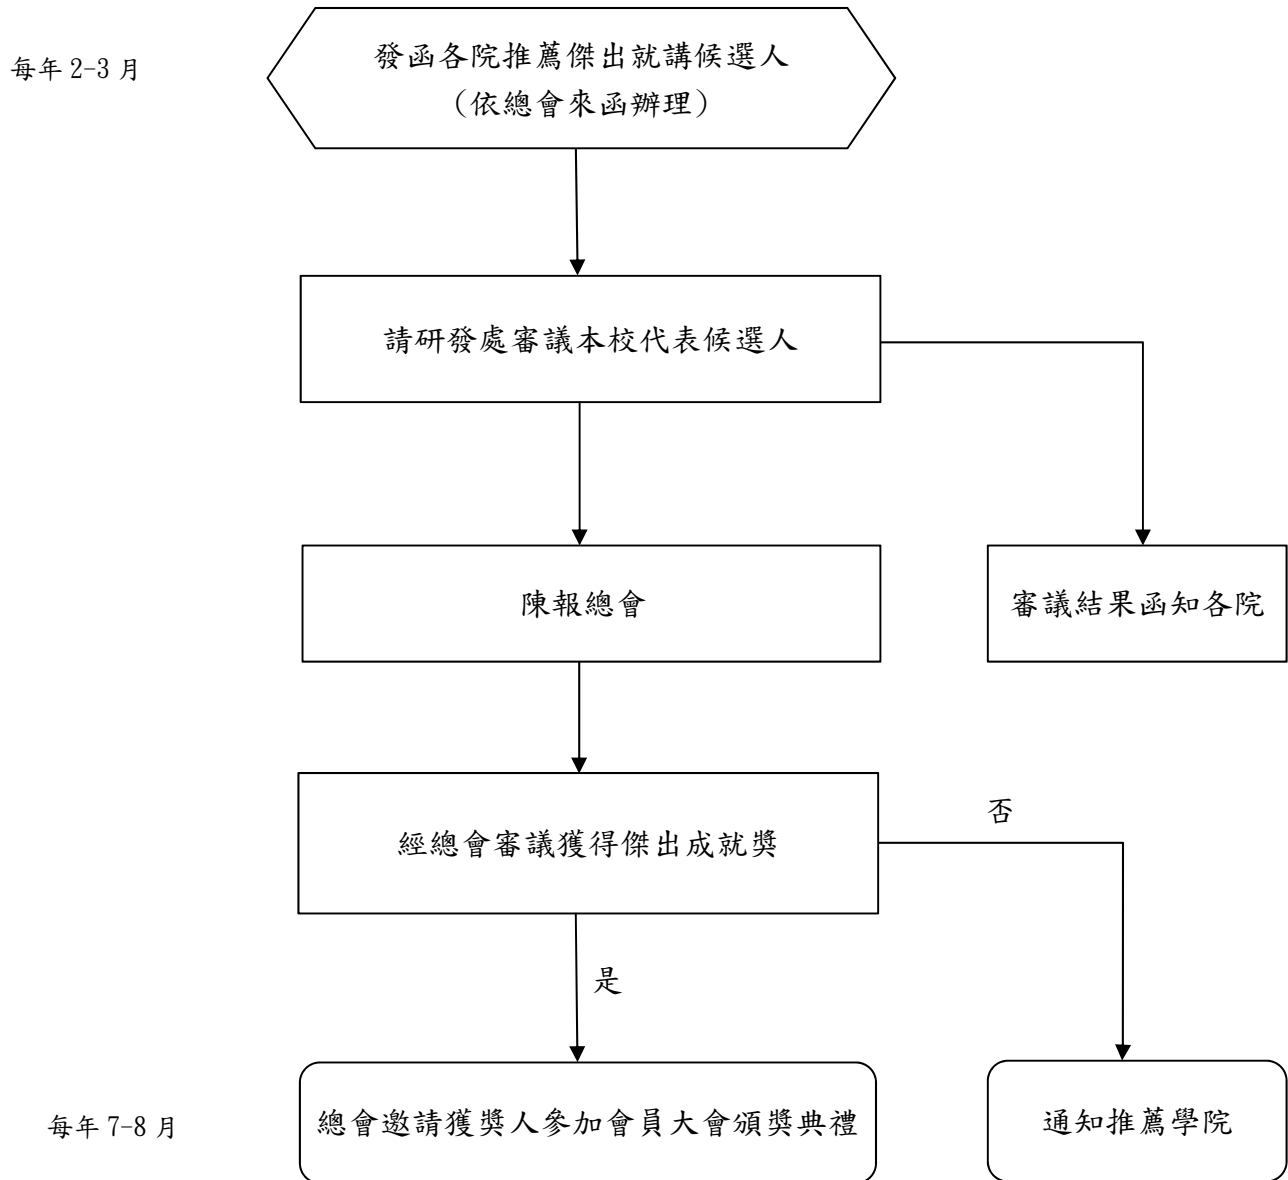 每年 2-3 月
發函各院推薦傑出就講候選人
(依總會來函辦理)
請研發處審議本校代表候選人
陳報總會
審議結果函知各院
經總會審議獲得傑出成就獎
否
是
每年 7-8 月
總會邀請獲獎人參加會員大會頒獎典禮
通知推薦學院